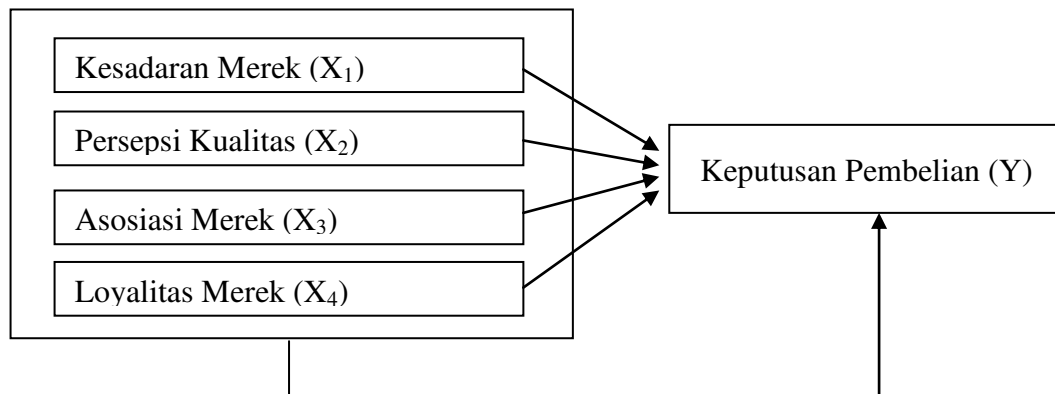 Kesadaran Merek (X₁)
Persepsi Kualitas (X₂)
Asosiasi Merek (X₃)
Loyalitas Merek (X₄)
Keputusan Pembelian (Y)